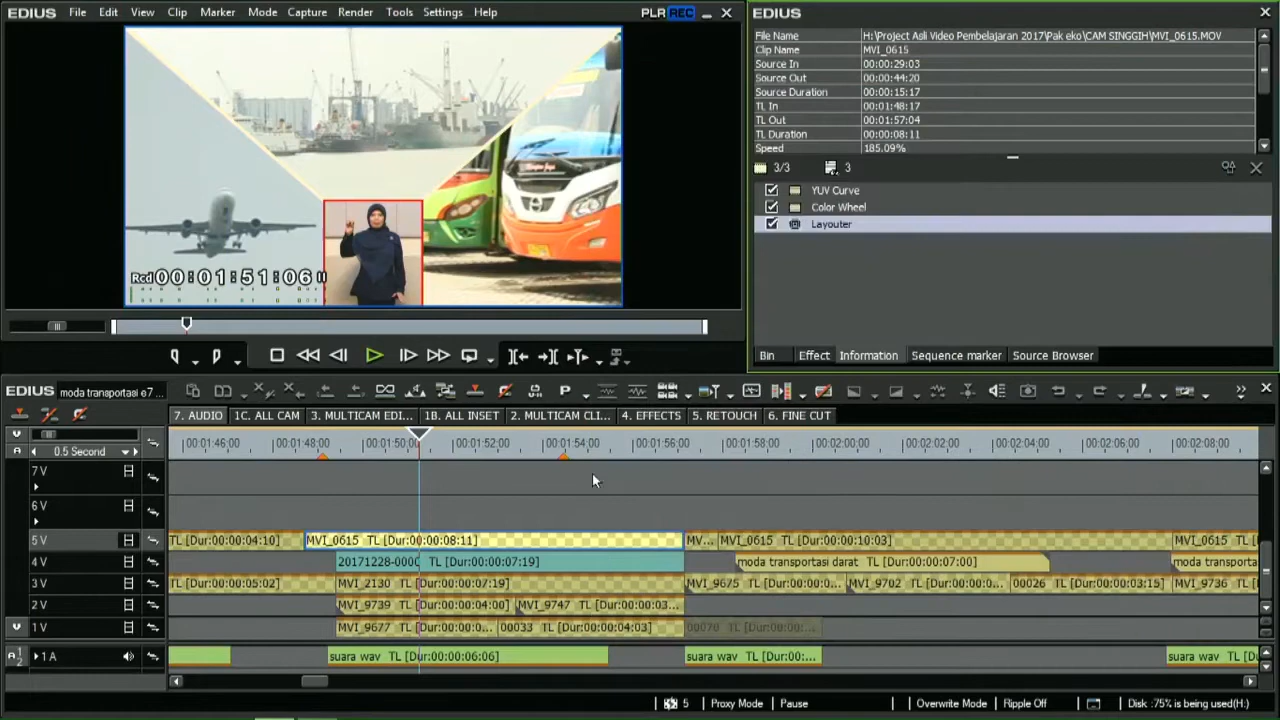 EDIUS File Edit View Clip Marker Mode Capture Render Tools Settings Help PLR REC
EDIUS
File Name H:\Project Asli Video Pembelajaran 2017\Pak eko\CAM SINGGIH\MVI_0615.MOV
Clip Name MVI_0615
Source In 00:00:29:03
Source Out 00:00:44:20
Source Duration 00:00:15:17
TL In 00:01:48:17
TL Out 00:01:57:04
TL Duration 00:00:08:11
Speed 185.09%
3/3 3
YUV Curve
Color Wheel
Layouter
Rcd 00:01:51:06
Bin Effect Information Sequence marker Source Browser
EDIUS moda transportasi e7 ...
7. AUDIO 1C. ALL CAM 3. MULTICAM EDI... 1B. ALL INSET 2. MULTICAM CLI... 4. EFFECTS 5. RETOUCH 6. FINE CUT
0.5 Second 00:01:46:00 00:01:48:00 00:01:50:00 00:01:52:00 00:01:54:00 00:01:56:00 00:01:58:00 00:02:00:00 00:02:02:00 00:02:04:00 00:02:06:00 00:02:08:00
7 V
6 V
5 V TL [Dur:00:00:04:10] MVI_0615 TL [Dur:00:00:08:11] MV... MVI_0615 TL [Dur:00:00:10:03] MVI_0615 TL [D
4 V 20171228-000 TL [Dur:00:00:07:19] moda transportasi darat TL [Dur:00:00:07:00] moda transporta
3 V TL [Dur:00:00:05:02] MVI_2130 TL [Dur:00:00:07:19] MVI_9675 TL [Dur:00:00:0... MVI_9702 TL [Dur:00:00:0... 00026 TL [Dur:00:00:03:15] MVI_9736 TL [D
2 V MVI_9739 TL [Dur:00:00:04:00] MVI_9747 TL [Dur:00:00:03...
1 V MVI_9677 TL [Dur:00:00:0... 00033 TL [Dur:00:00:04:03] 00070 TL [Dur:00:00:...
A 1 2 1 A suara wav TL [Dur:00:00:06:06] suara wav TL [Dur:00:... suara wav TL [D
5 Proxy Mode Pause Overwrite Mode Ripple Off Disk :75% is being used(H:)